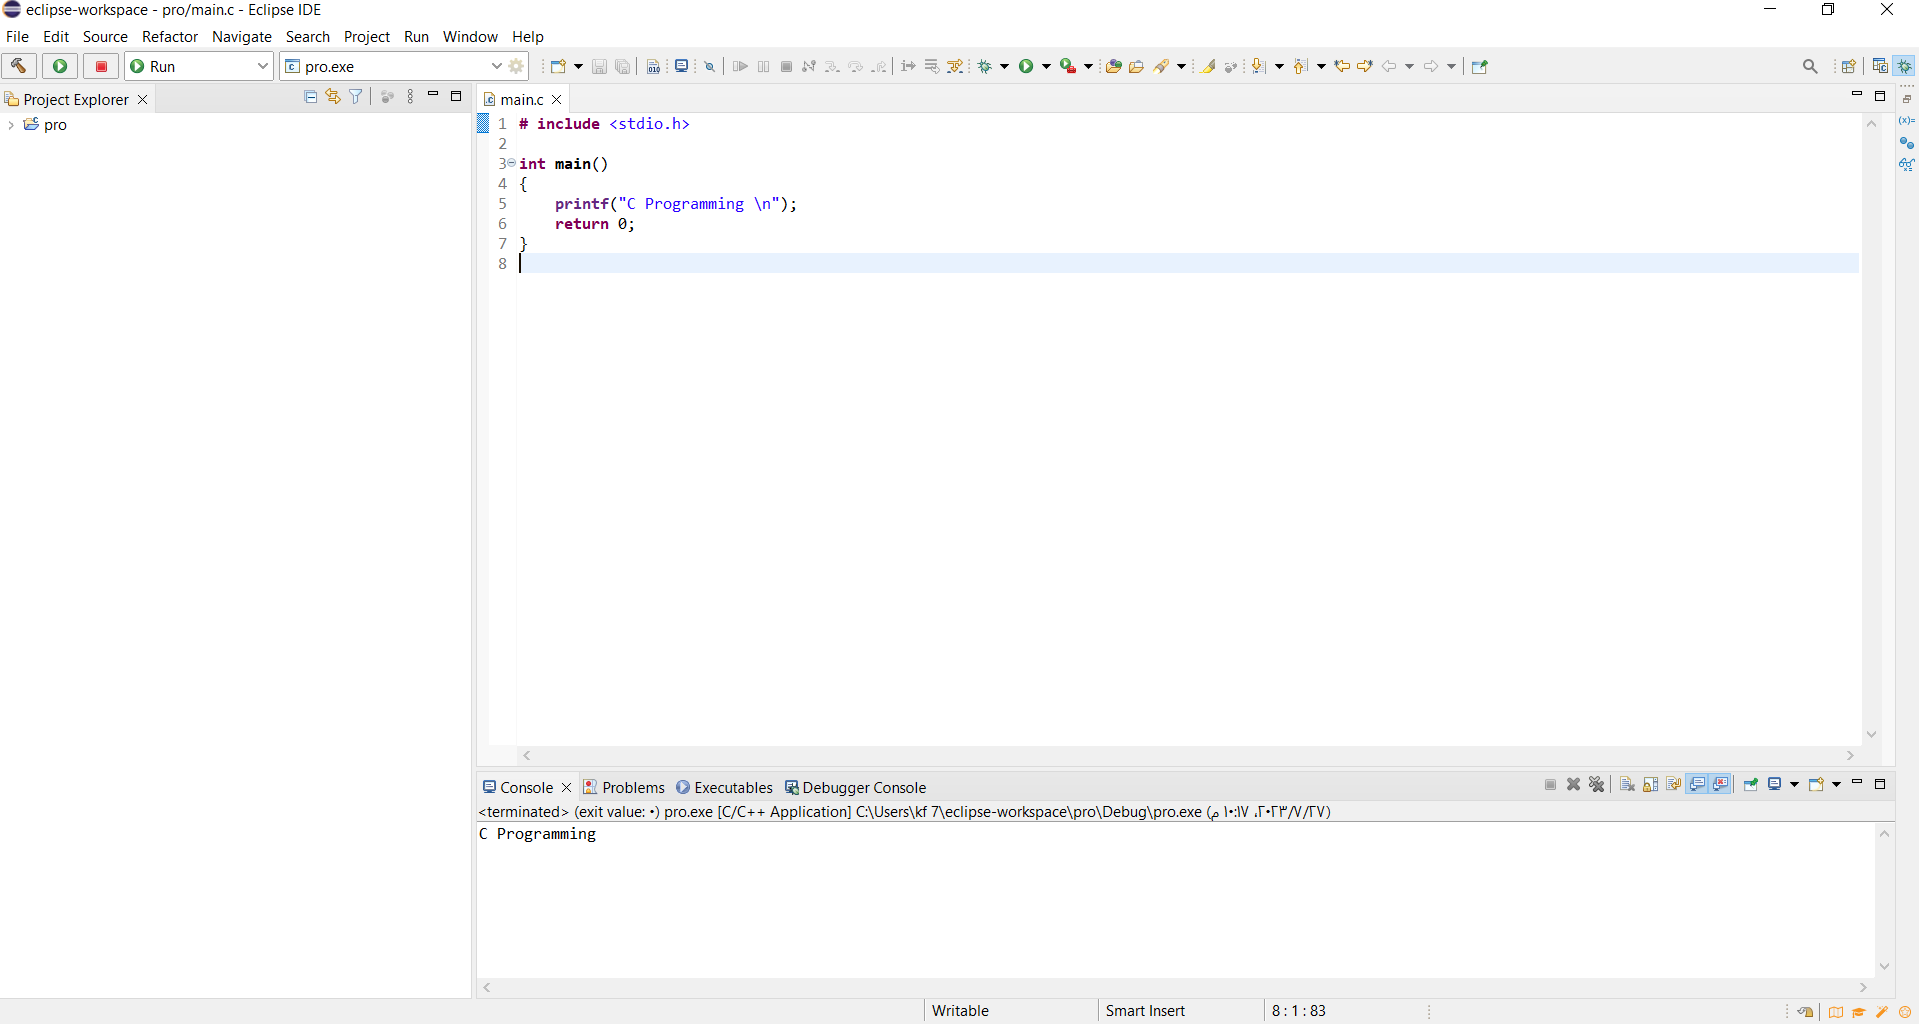 eclipse-workspace - pro/main.c - Eclipse IDE
File Edit Source Refactor Navigate Search Project Run Window Help
Run pro.exe
Project Explorer
pro
main.c
1 # include <stdio.h>
2
3 int main()
4 {
5 printf("C Programming \n");
6 return 0;
7 }
8
Console Problems Executables Debugger Console
<terminated> (exit value: ٠) pro.exe [C/C++ Application] C:\Users\kf 7\eclipse-workspace\pro\Debug\pro.exe (٢٠٢٣/٧/٢٧، ١٠:١٧ م)
C Programming
Writable Smart Insert 8 : 1 : 83